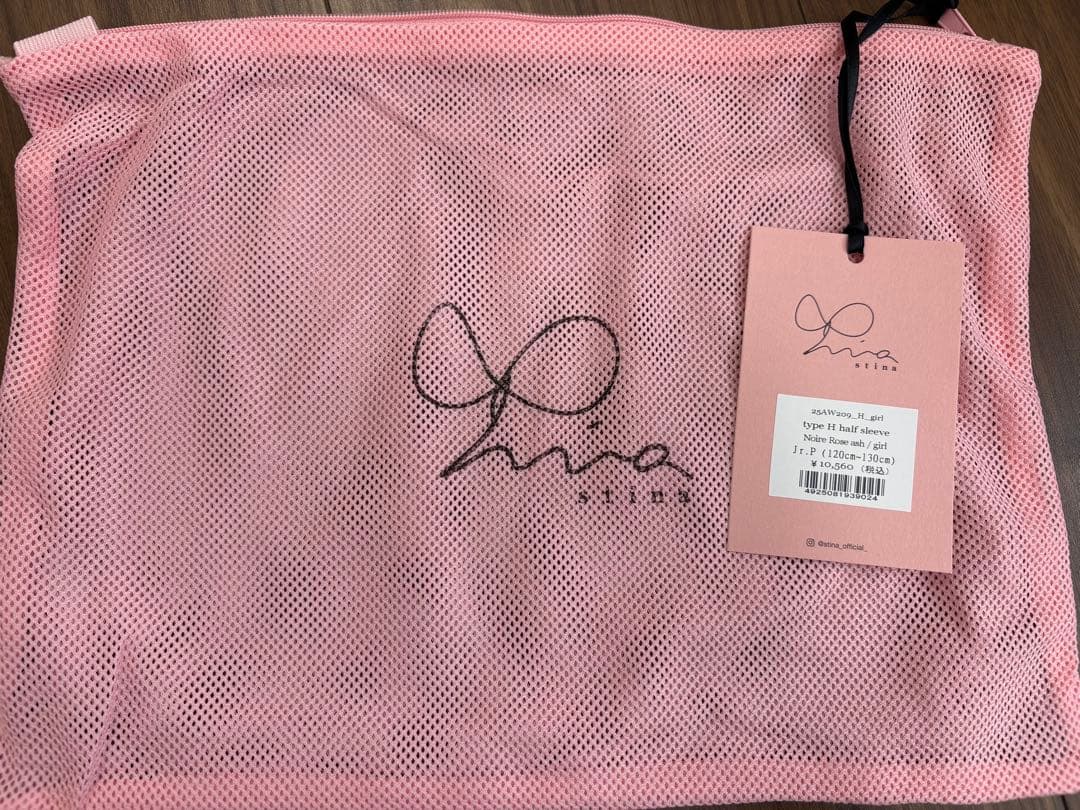 stina
stina
25AW209_H_girl
type H half sleeve
Noire Rose ash / girl
Jr.P (120cm~130cm)
¥10,560（税込）
4925081939024
@stina_official_